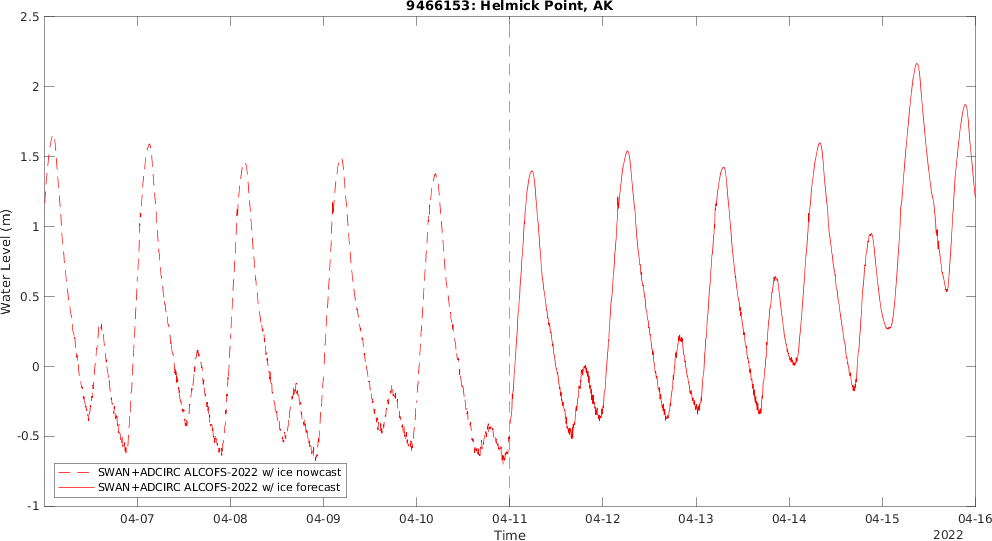 9466153: Helmick Point, AK
2.5
2
1.5
1
0.5
0
-0.5
-1
Water Level (m)
SWAN+ADCIRC ALCOFS-2022 w/ ice nowcast
SWAN+ADCIRC ALCOFS-2022 w/ ice forecast
04-07 04-08 04-09 04-10 04-11 04-12 04-13 04-14 04-15 04-16
Time
2022